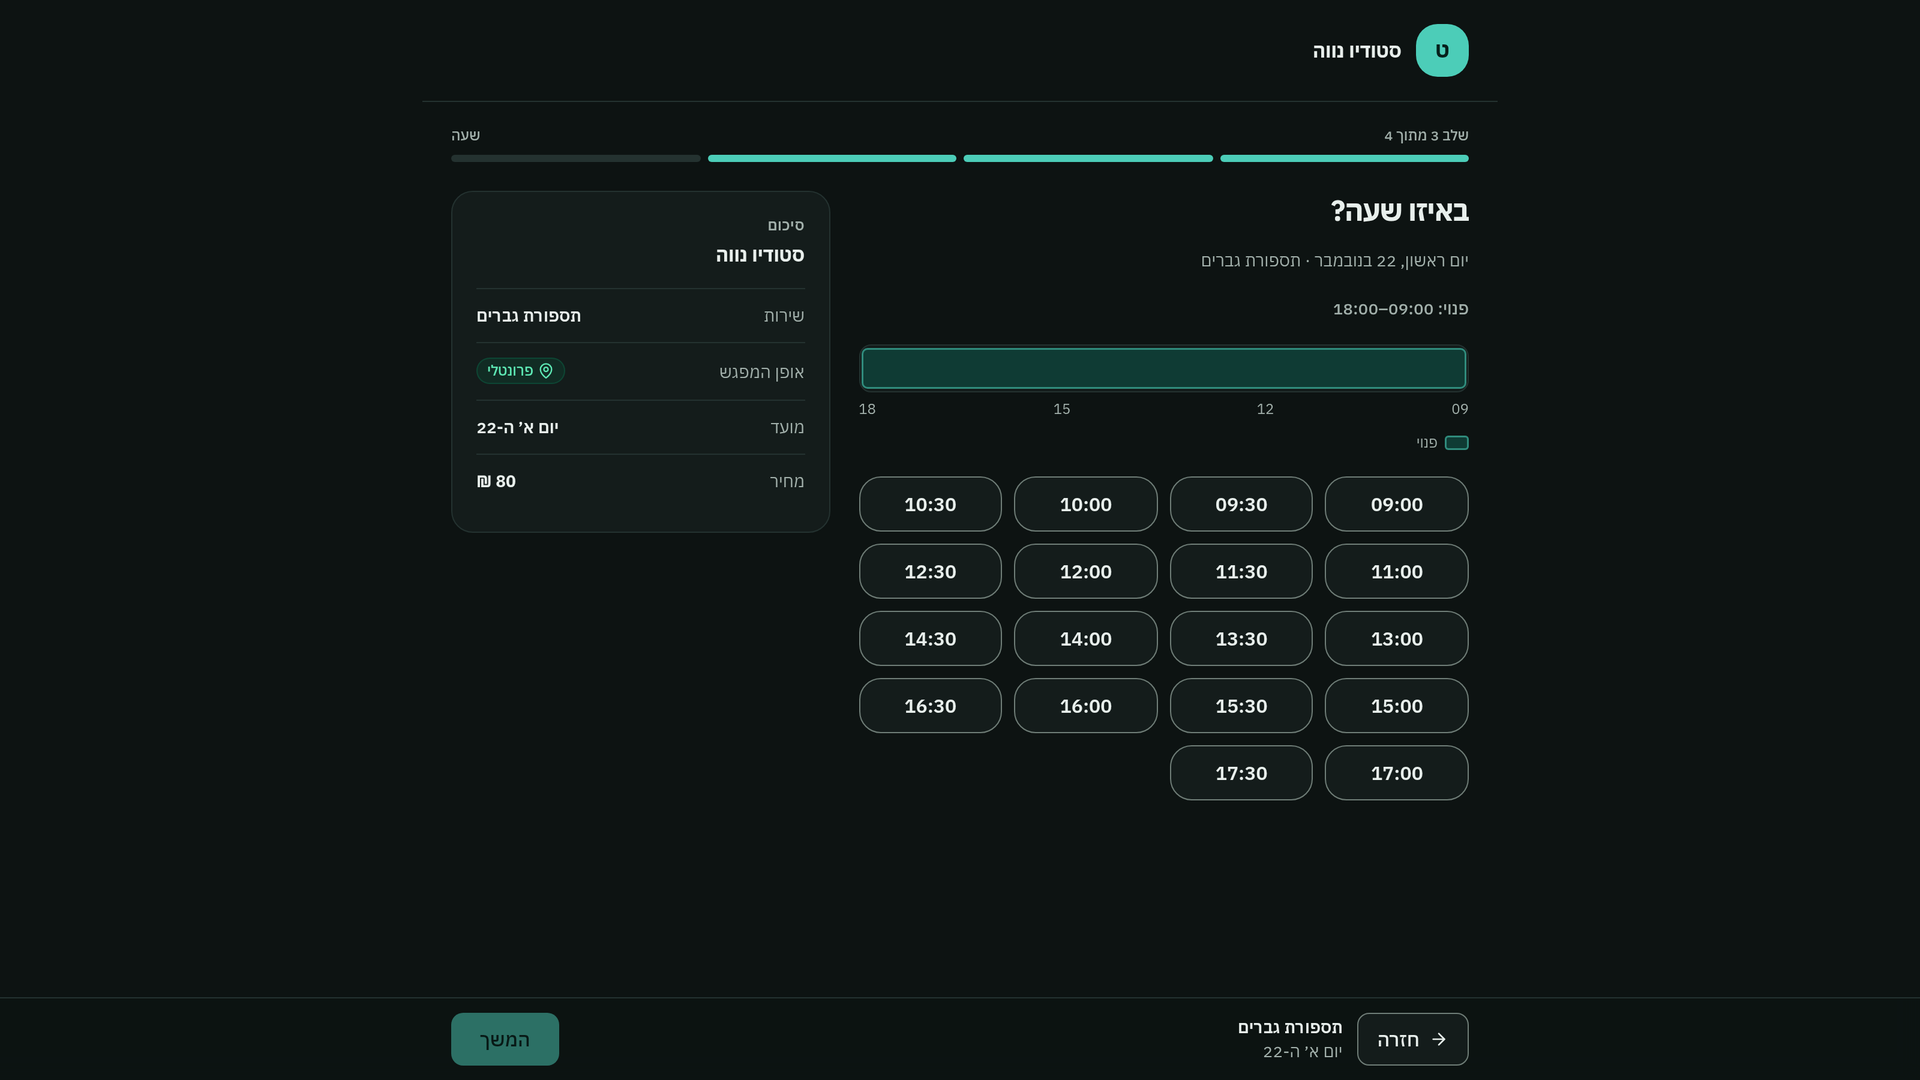 ט
סטודיו נווה
שלב 3 מתוך 4
שעה
באיזו שעה?
יום ראשון, 22 בנובמבר · תספורת גברים
פנוי: 09:00–18:00
09 12 15 18
פנוי
09:00 09:30 10:00 10:30
11:00 11:30 12:00 12:30
13:00 13:30 14:00 14:30
15:00 15:30 16:00 16:30
17:00 17:30
סיכום
סטודיו נווה
שירות תספורת גברים
אופן המפגש פרונטלי
מועד יום א׳ ה-22
מחיר 80 ₪
חזרה
תספורת גברים
יום א׳ ה-22
המשך